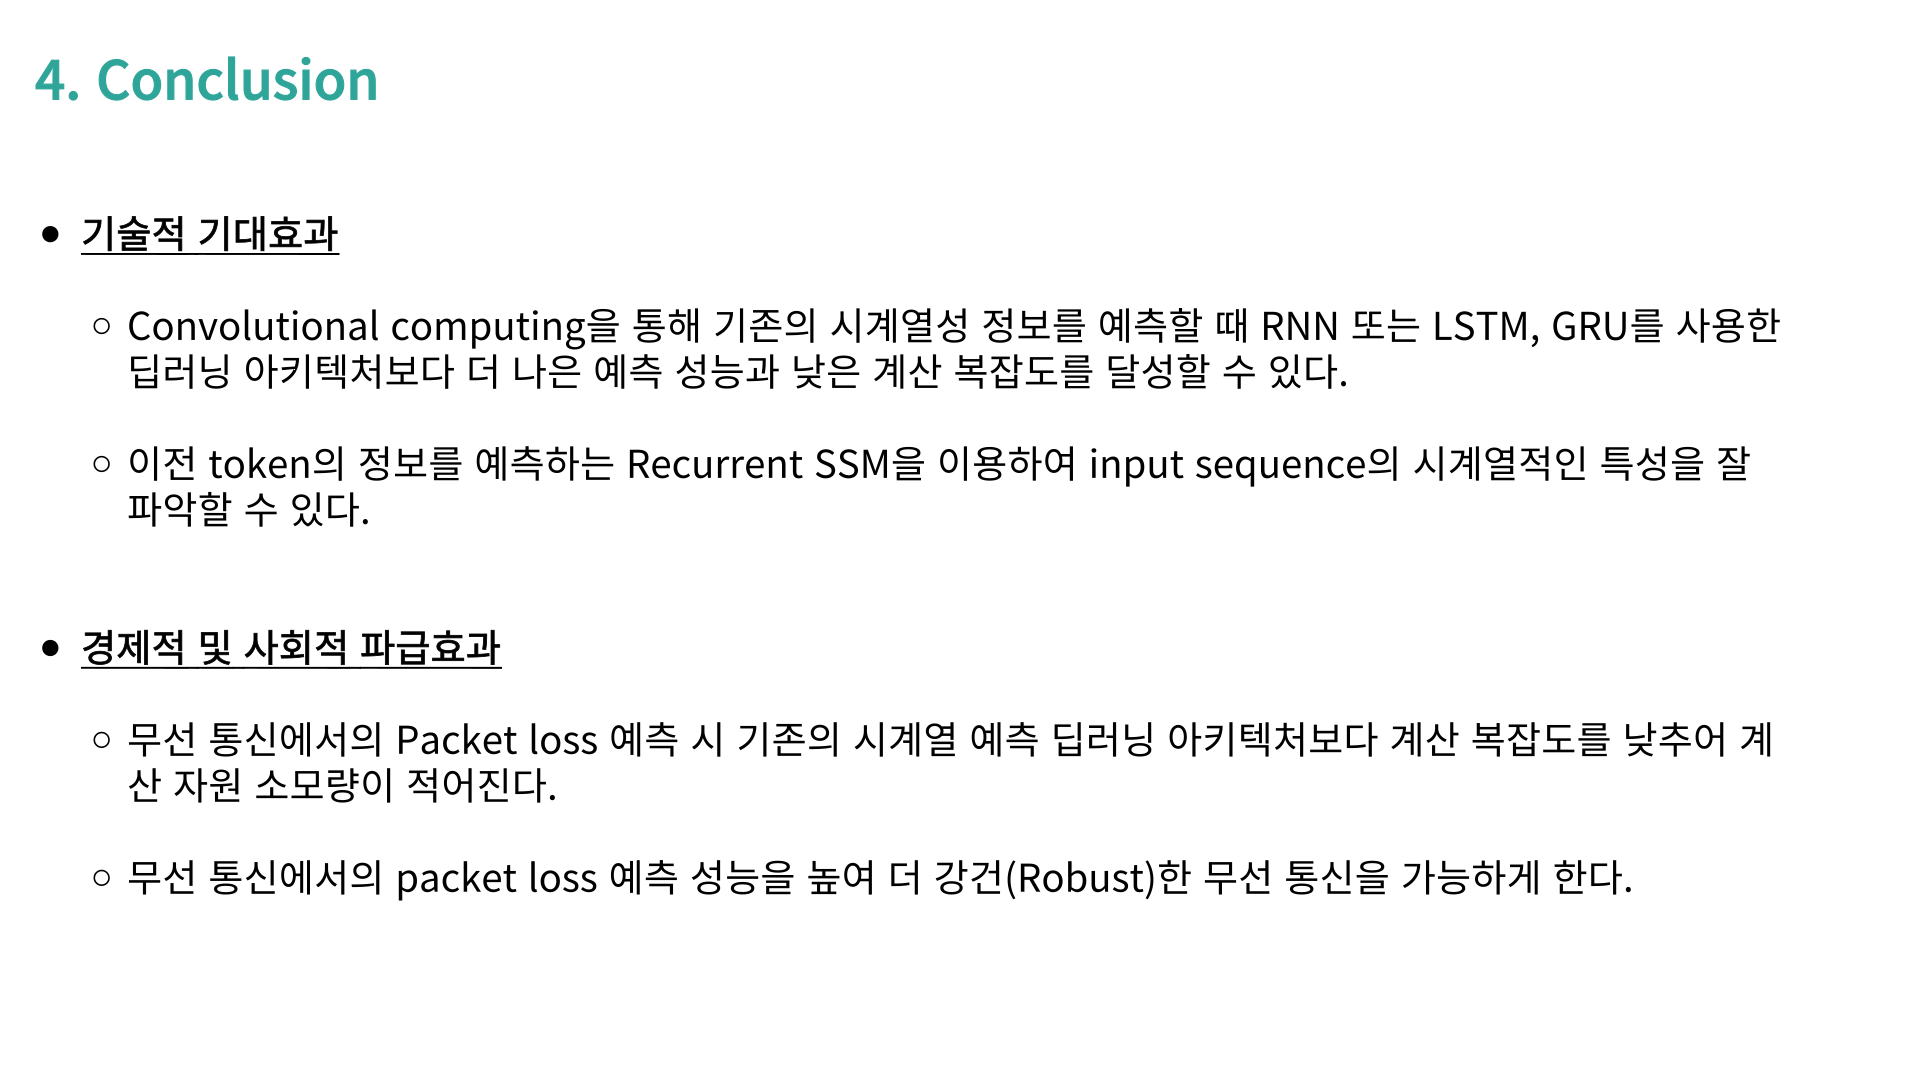 4. Conclusion
● 기술적 기대효과
○ Convolutional computing을 통해 기존의 시계열성 정보를 예측할 때 RNN 또는 LSTM, GRU를 사용한
딥러닝 아키텍처보다 더 나은 예측 성능과 낮은 계산 복잡도를 달성할 수 있다.
○ 이전 token의 정보를 예측하는 Recurrent SSM을 이용하여 input sequence의 시계열적인 특성을 잘
파악할 수 있다.
● 경제적 및 사회적 파급효과
○ 무선 통신에서의 Packet loss 예측 시 기존의 시계열 예측 딥러닝 아키텍처보다 계산 복잡도를 낮추어 계
산 자원 소모량이 적어진다.
○ 무선 통신에서의 packet loss 예측 성능을 높여 더 강건(Robust)한 무선 통신을 가능하게 한다.